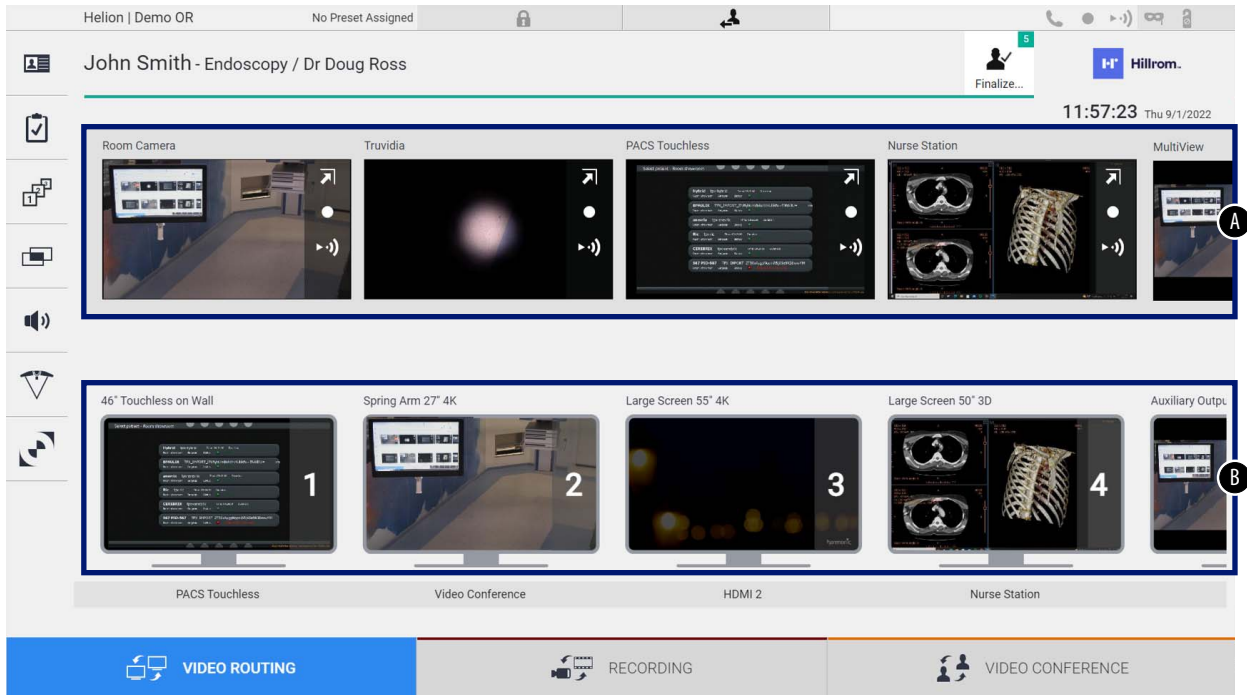 Helion | Demo OR
No Preset Assigned
5
John Smith - Endoscopy / Dr Doug Ross
Finalize...
Hillrom™
11:57:23 Thu 9/1/2022
Room Camera
Truvidia
PACS Touchless
Nurse Station
MultiView
A
46" Touchless on Wall
Spring Arm 27" 4K
Large Screen 55" 4K
Large Screen 50" 3D
Auxiliary Outpu
1
2
3
4
B
PACS Touchless
Video Conference
HDMI 2
Nurse Station
VIDEO ROUTING
RECORDING
VIDEO CONFERENCE